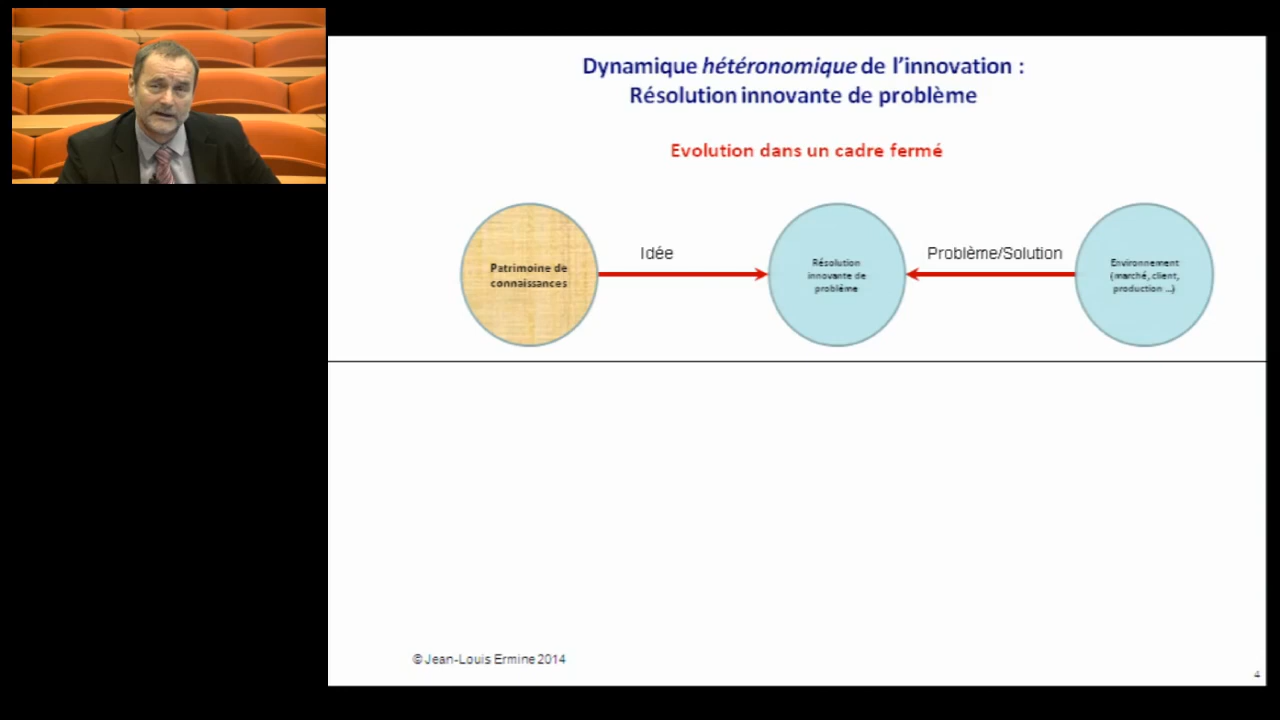 Dynamique hétéronomique de l’innovation :
Résolution innovante de problème
Evolution dans un cadre fermé
Idée
Problème/Solution
Patrimoine de
connaissances
Résolution
innovante de
problème
Environnement
(marché, client,
production ...)
© Jean-Louis Ermine 2014
4